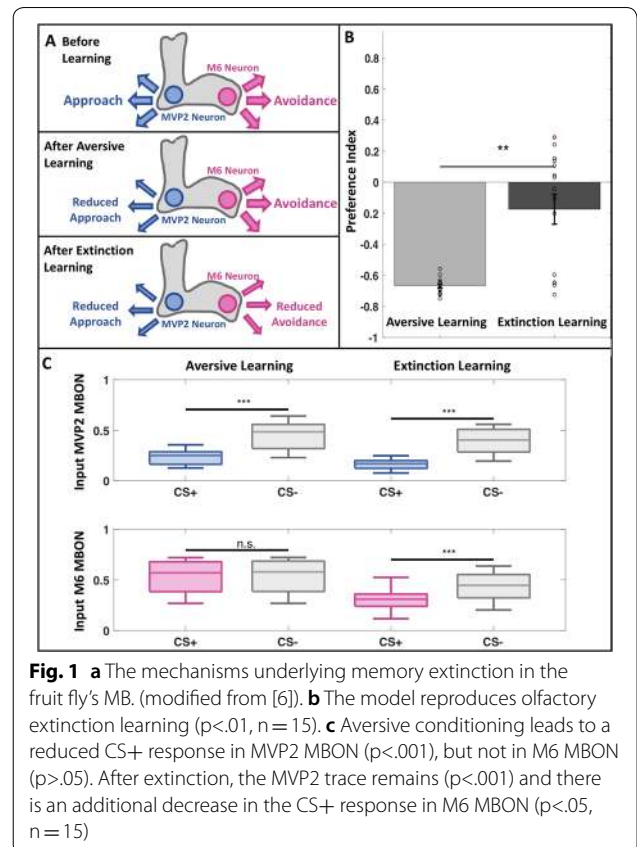 A
Before
Learning
M6 Neuron
Approach
Avoidance
MVP2 Neuron
After Aversive
Learning
M6 Neuron
Reduced
Approach
Avoidance
MVP2 Neuron
After Extinction
Learning
M6 Neuron
Reduced
Approach
Reduced
Avoidance
MVP2 Neuron
B
Preference Index
0.8
0.6
0.4
0.2
0
-0.2
-0.4
-0.6
-0.8
-1
**
Aversive Learning
Extinction Learning
C
Aversive Learning
Extinction Learning
Input MVP2 MBON
1
0.5
0
***
***
CS+
CS-
CS+
CS-
Input M6 MBON
1
0.5
0
n.s.
***
CS+
CS-
CS+
CS-
Fig. 1 a The mechanisms underlying memory extinction in the
fruit fly's MB. (modified from [6]). b The model reproduces olfactory
extinction learning (p<.01, n = 15). c Aversive conditioning leads to a
reduced CS+ response in MVP2 MBON (p<.001), but not in M6 MBON
(p>.05). After extinction, the MVP2 trace remains (p<.001) and there
is an additional decrease in the CS+ response in M6 MBON (p<.05,
n = 15)